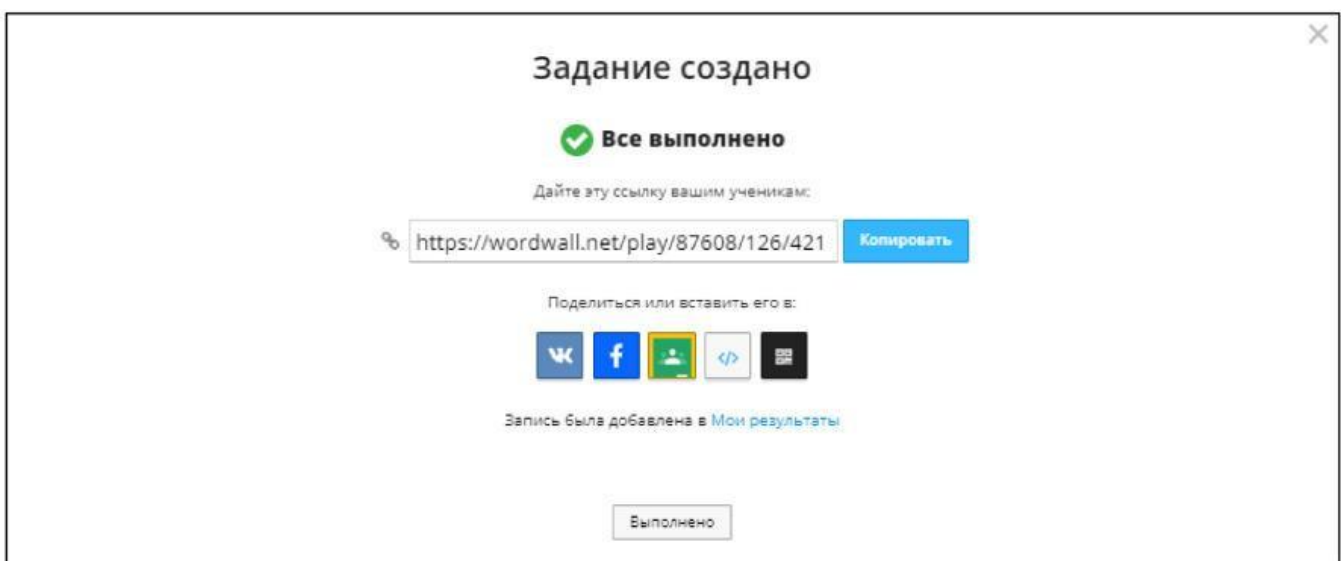 Задание создано
Все выполнено
Дайте эту ссылку вашим ученикам:
https://wordwall.net/play/87608/126/421 Копировать
Поделиться или вставить его в:
Запись была добавлена в Мои результаты
Выполнено